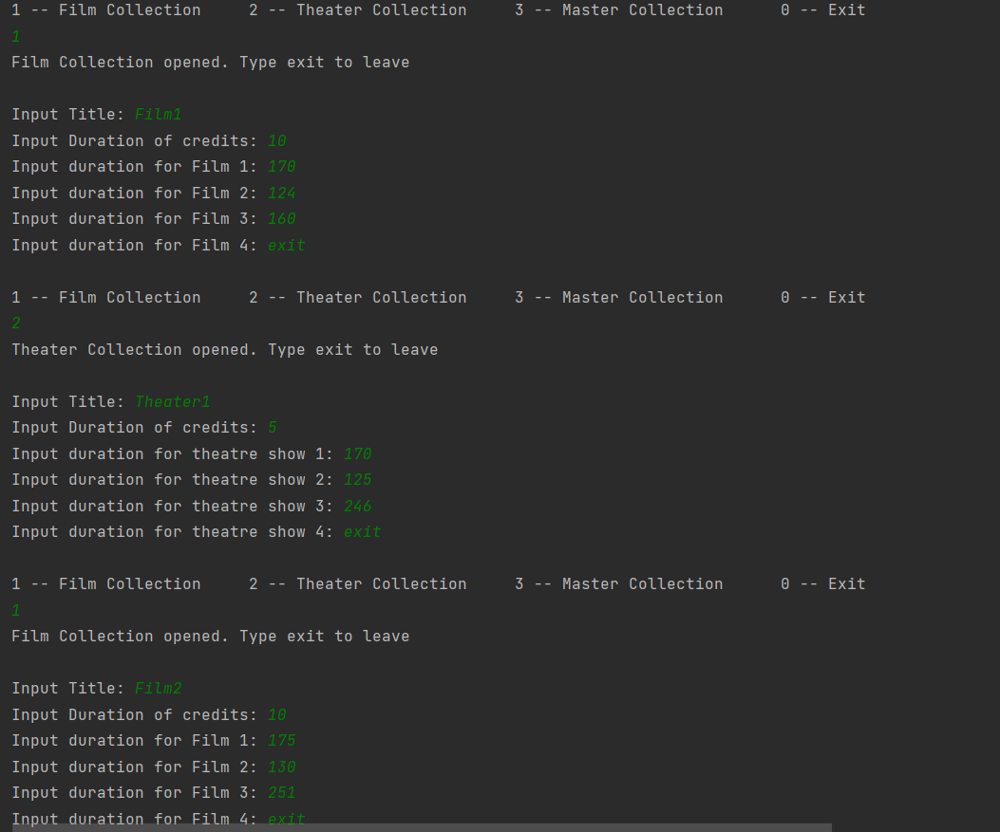 1 -- Film Collection     2 -- Theater Collection     3 -- Master Collection      0 -- Exit
1
Film Collection opened. Type exit to leave
Input Title: Film1
Input Duration of credits: 10
Input duration for Film 1: 170
Input duration for Film 2: 124
Input duration for Film 3: 160
Input duration for Film 4: exit
1 -- Film Collection     2 -- Theater Collection     3 -- Master Collection      0 -- Exit
2
Theater Collection opened. Type exit to leave
Input Title: Theater1
Input Duration of credits: 5
Input duration for theatre show 1: 170
Input duration for theatre show 2: 125
Input duration for theatre show 3: 246
Input duration for theatre show 4: exit
1 -- Film Collection     2 -- Theater Collection     3 -- Master Collection      0 -- Exit
1
Film Collection opened. Type exit to leave
Input Title: Film2
Input Duration of credits: 10
Input duration for Film 1: 175
Input duration for Film 2: 130
Input duration for Film 3: 251
Input duration for Film 4: exit